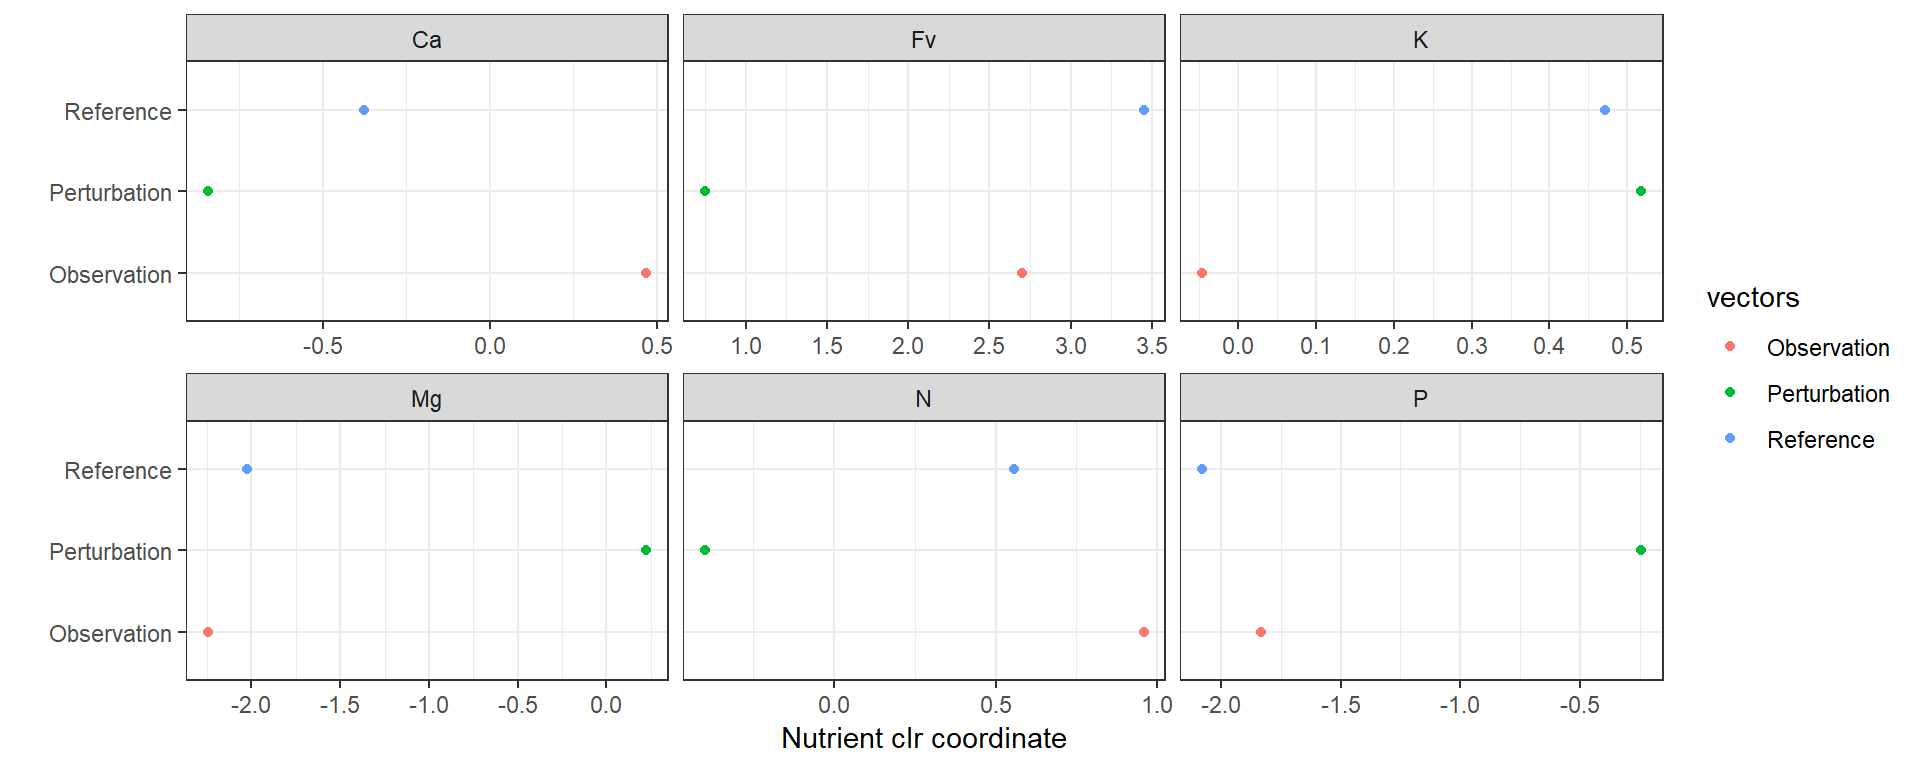 Ca Fv K
Reference
Perturbation
Observation
-0.5 0.0 0.5 1.0 1.5 2.0 2.5 3.0 3.5 0.0 0.1 0.2 0.3 0.4 0.5
Mg N P
Reference
Perturbation
Observation
-2.0 -1.5 -1.0 -0.5 0.0 0.0 0.5 1.0 -2.0 -1.5 -1.0 -0.5
Nutrient clr coordinate
vectors
Observation
Perturbation
Reference